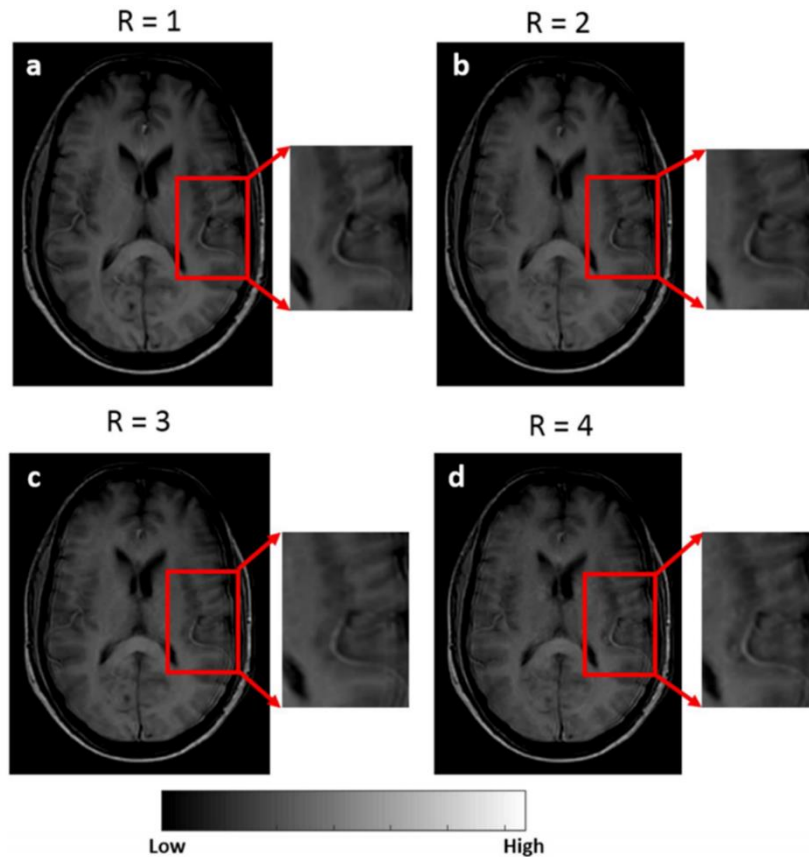 R = 1
R = 2
a
b
R = 3
R = 4
c
d
Low
High